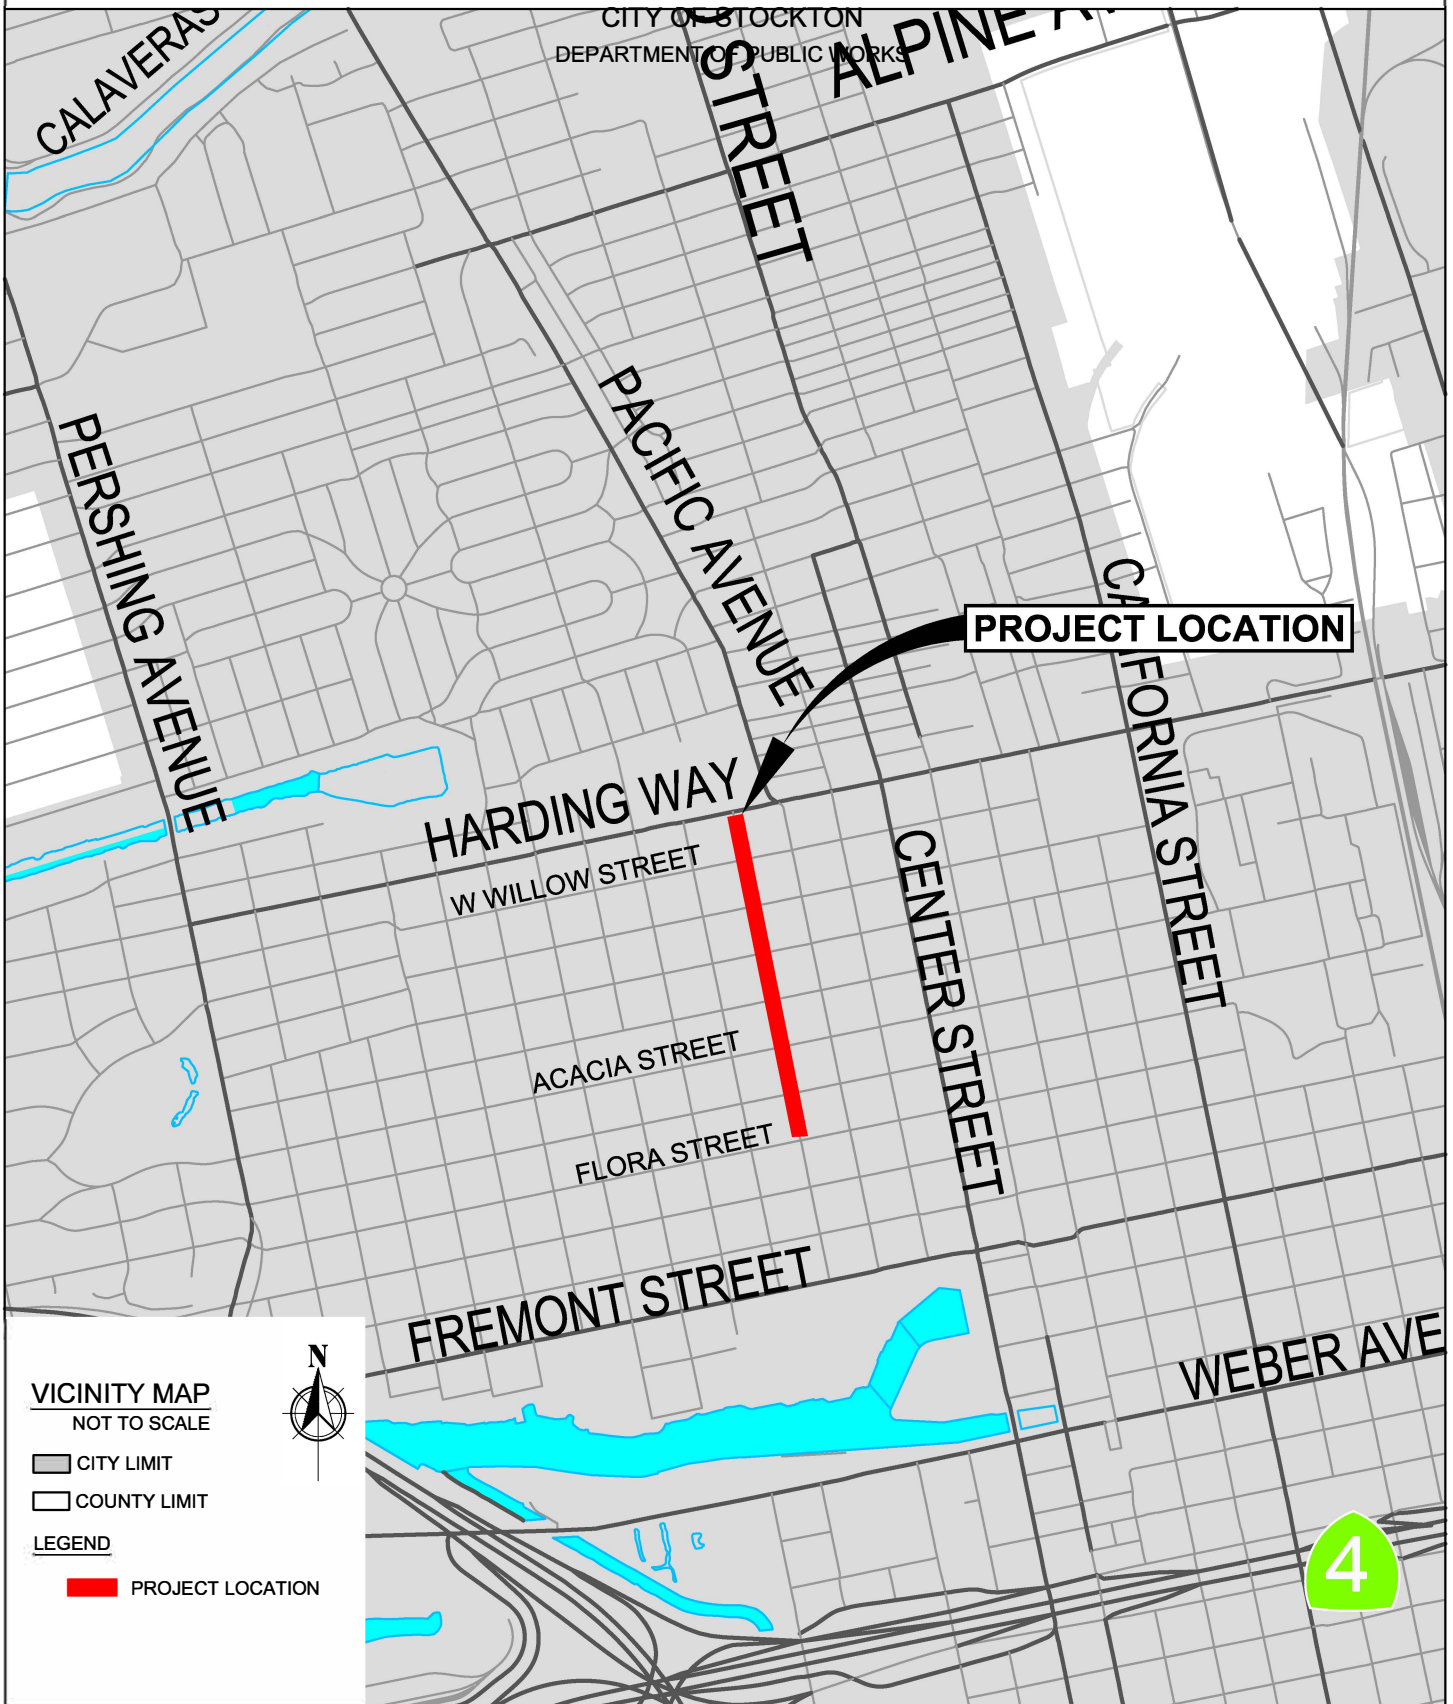 CITY OF STOCKTON
DEPARTMENT OF PUBLIC WORKS
CALAVERAS
STREET
ALPINE
PACIFIC AVENUE
PERSHING AVENUE
PROJECT LOCATION
CALIFORNIA STREET
HARDING WAY
W WILLOW STREET
CENTER STREET
ACACIA STREET
FLORA STREET
FREMONT STREET
WEBER AVE
N
VICINITY MAP
NOT TO SCALE
CITY LIMIT
COUNTY LIMIT
LEGEND
PROJECT LOCATION
4